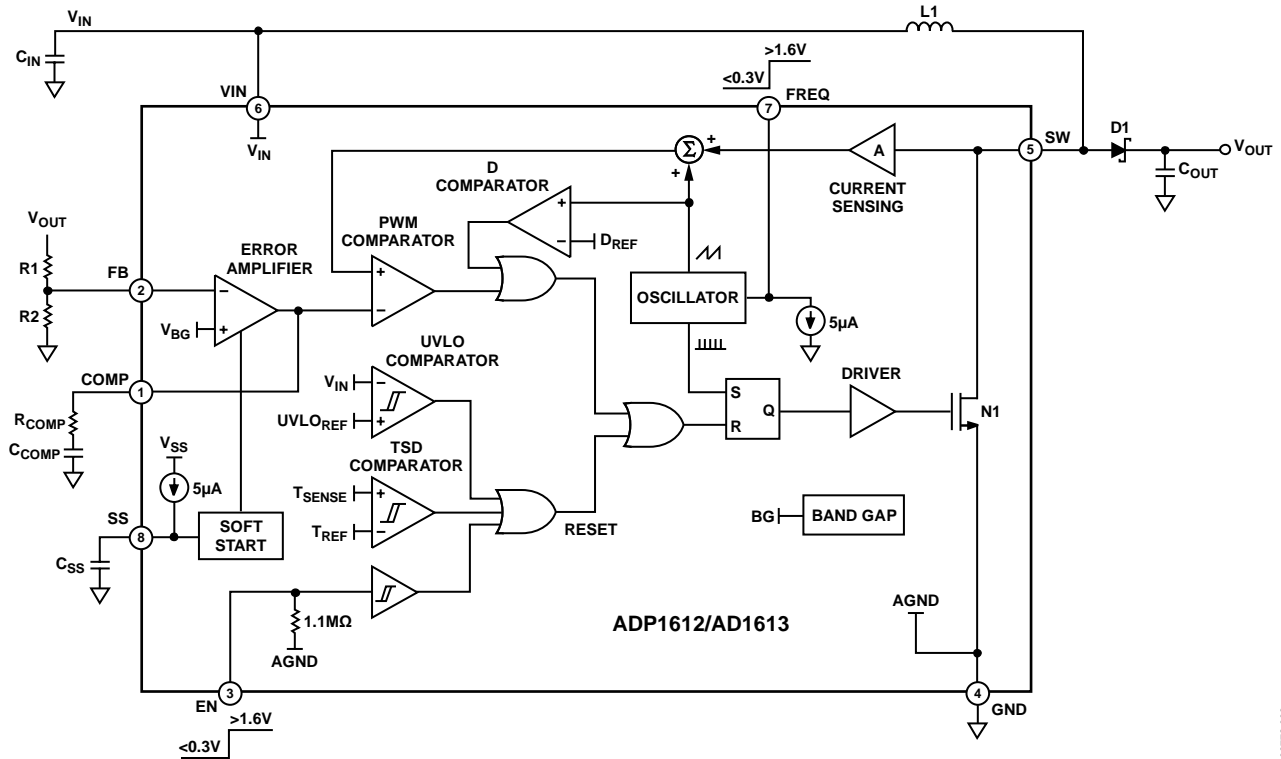 L1
VIN
CIN
>1.6V
<0.3V
VIN
6
VIN
7
FREQ
+
Σ
+
A
CURRENT
SENSING
5
SW
D1
VOUT
COUT
D
COMPARATOR
+
−
DREF
PWM
COMPARATOR
+
−
VOUT
R1
FB
R2
2
ERROR
AMPLIFIER
−
+
VBG
OSCILLATOR
5µA
COMP
1
RCOMP
CCOMP
UVLO
COMPARATOR
VIN
−
UVLOREF
+
S
R
Q
DRIVER
N1
TSD
COMPARATOR
TSENSE
+
TREF
−
VSS
5µA
SS
8
CSS
SOFT
START
RESET
BG
BAND GAP
1.1MΩ
AGND
ADP1612/AD1613
AGND
3
EN
>1.6V
<0.3V
4
GND